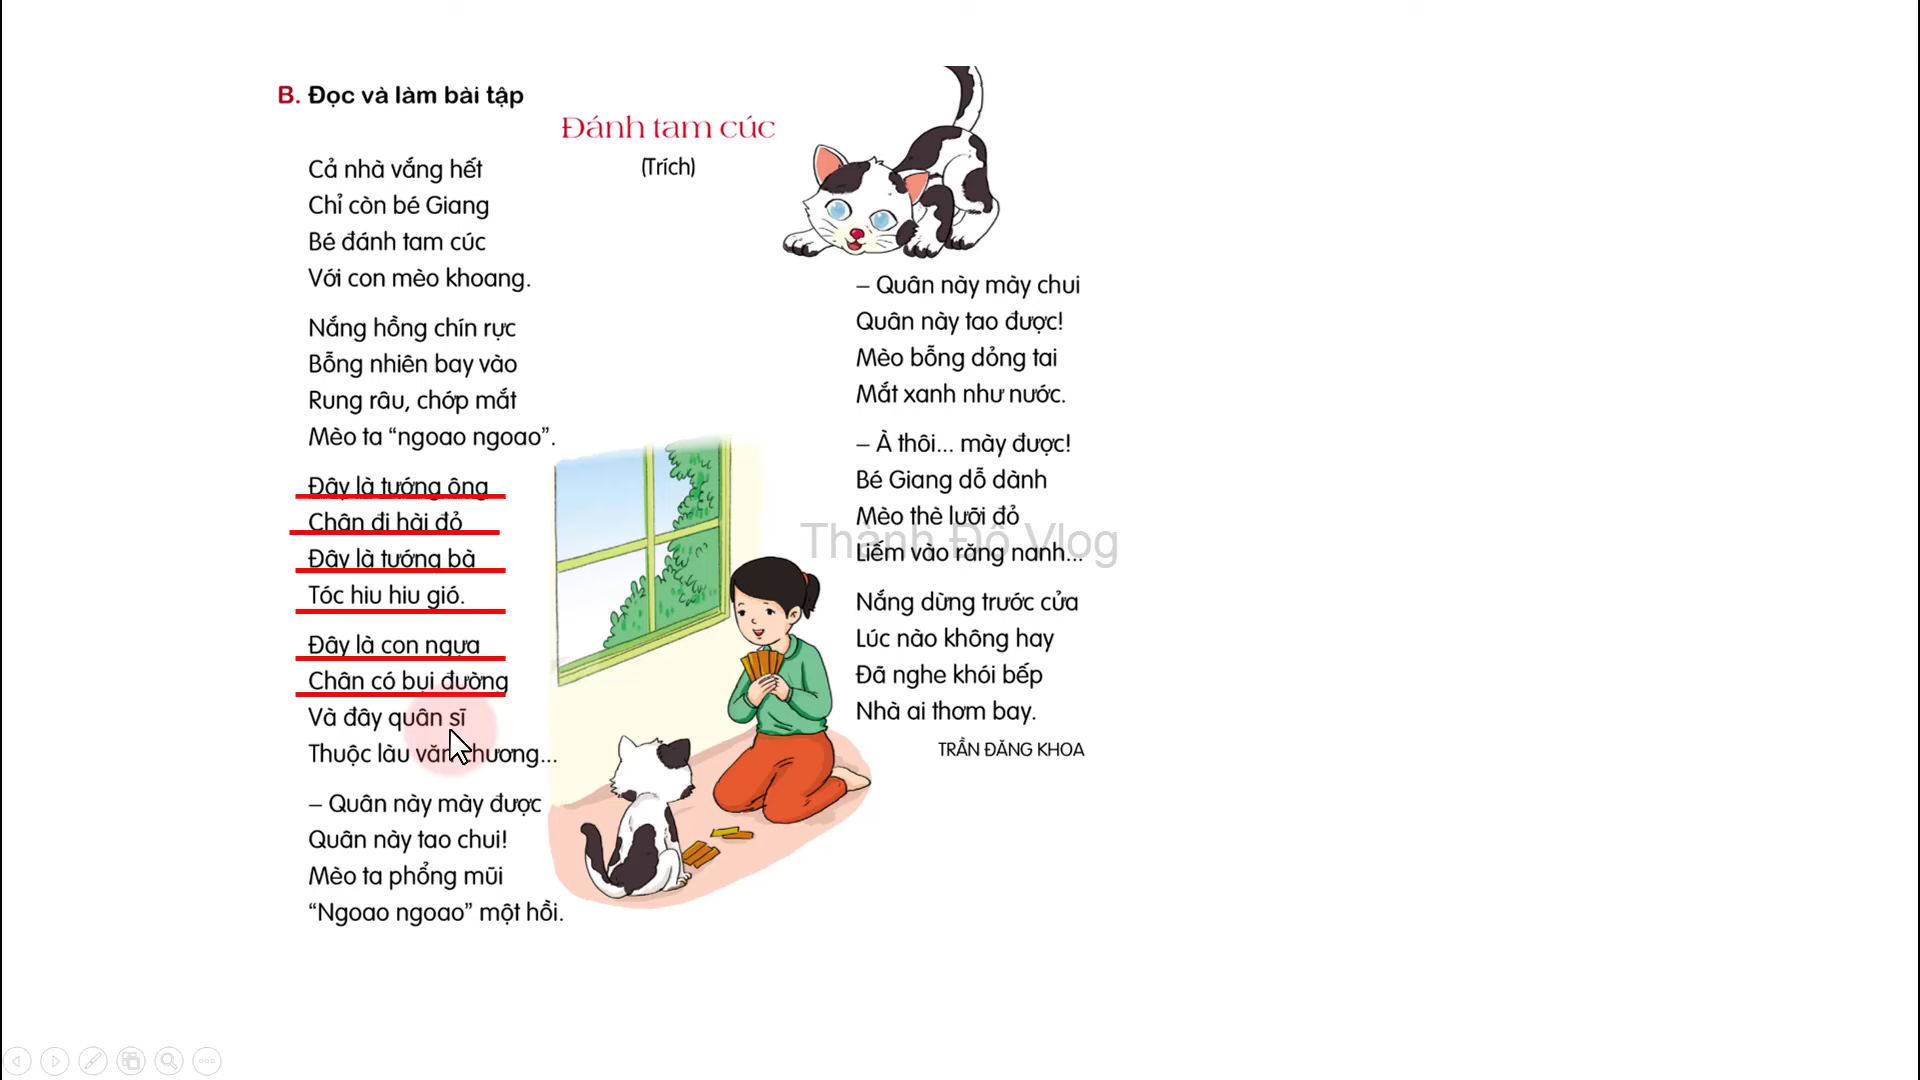 B. Đọc và làm bài tập
Đánh tam cúc
(Trích)
Cả nhà vắng hết
Chỉ còn bé Giang
Bé đánh tam cúc
Với con mèo khoang.
Nắng hồng chín rực
Bỗng nhiên bay vào
Rung râu, chớp mắt
Mèo ta “ngoao ngoao”.
Đây là tướng ông
Chân đi hài đỏ
Đây là tướng bà
Tóc hiu hiu gió.
Đây là con ngựa
Chân có bụi đường
Và đây quân sĩ
Thuộc làu văn chương...
– Quân này mày được
Quân này tao chui!
Mèo ta phổng mũi
“Ngoao ngoao” một hồi.
– Quân này mày chui
Quân này tao được!
Mèo bỗng dỏng tai
Mắt xanh như nước.
– À thôi... mày được!
Bé Giang dỗ dành
Mèo thè lưỡi đỏ
Liếm vào răng nanh...
Nắng dừng trước cửa
Lúc nào không hay
Đã nghe khói bếp
Nhà ai thơm bay.
TRẦN ĐĂNG KHOA
Thành Đô Vlog